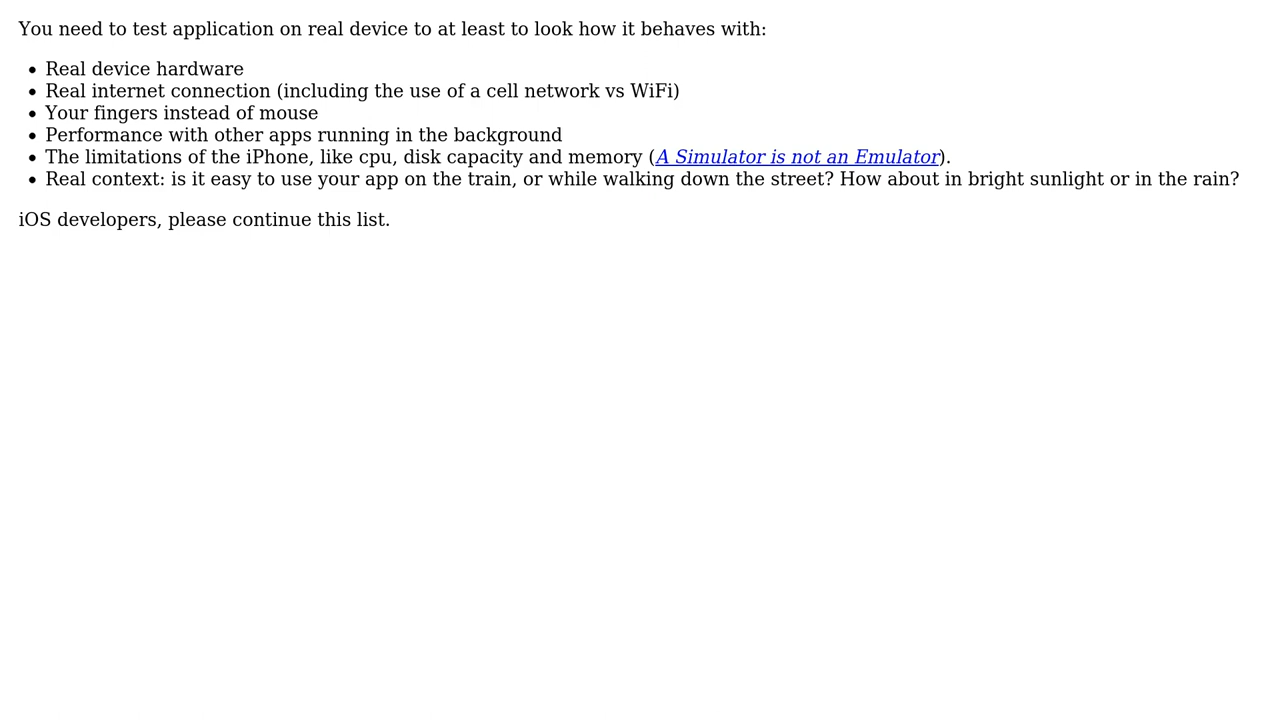 You need to test application on real device to at least to look how it behaves with:
• Real device hardware
• Real internet connection (including the use of a cell network vs WiFi)
• Your fingers instead of mouse
• Performance with other apps running in the background
• The limitations of the iPhone, like cpu, disk capacity and memory (A Simulator is not an Emulator).
• Real context: is it easy to use your app on the train, or while walking down the street? How about in bright sunlight or in the rain?
iOS developers, please continue this list.